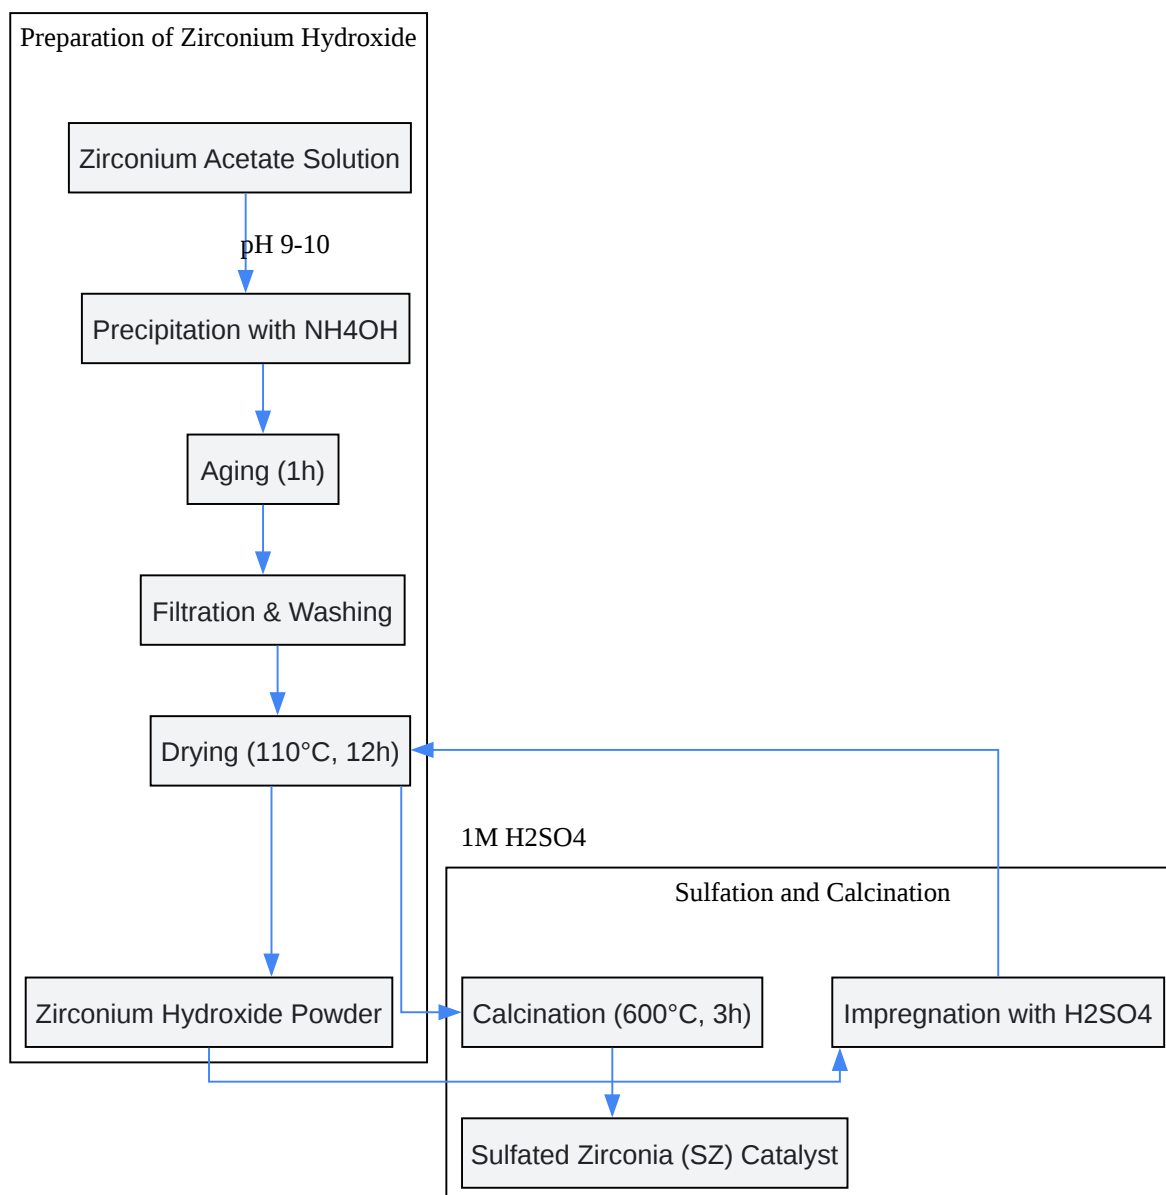 Preparation of Zirconium Hydroxide
Zirconium Acetate Solution
pH 9-10
Precipitation with NH4OH
Aging (1h)
Filtration & Washing
Drying (110°C, 12h)
1M H2SO4
Sulfation and Calcination
Zirconium Hydroxide Powder
Calcination (600°C, 3h)
Impregnation with H2SO4
Sulfated Zirconia (SZ) Catalyst